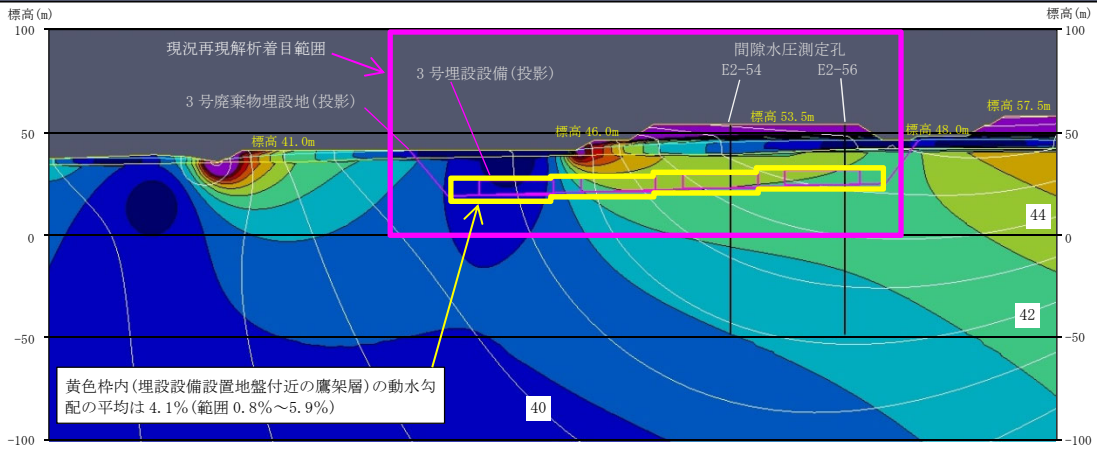 標高(m)
標高(m)
100
100
現況再現解析着目範囲
間隙水圧測定孔
3号埋設設備(投影)
E2-54
E2-56
3号廃棄物埋設地(投影)
標高 57.5m
標高 53.5m
50
標高 41.0m
標高 46.0m
標高 48.0m
50
44
0
0
42
-50
-50
黄色枠内(埋設設備設置地盤付近の鷹架層)の動水勾
配の平均は 4.1%(範囲 0.8%～5.9%)
40
-100
-100